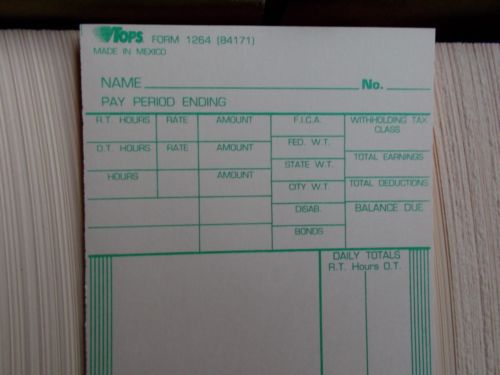 TOPS FORM 1264 (84171)
MADE IN MEXICO
NAME No.
PAY PERIOD ENDING
R.T. HOURS RATE AMOUNT F.I.C.A. WITHHOLDING TAX CLASS
O.T. HOURS RATE AMOUNT FED. W.T. TOTAL EARNINGS
HOURS AMOUNT STATE W.T. TOTAL DEDUCTIONS
CITY W.T. BALANCE DUE
DISAB.
BONDS
DAILY TOTALS
R.T. Hours O.T.